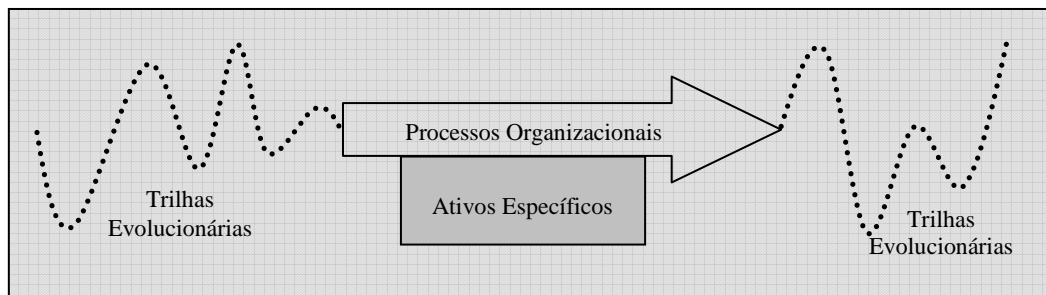 Processos Organizacionais
Ativos Específicos
Trilhas
Evolucionárias
Trilhas
Evolucionárias